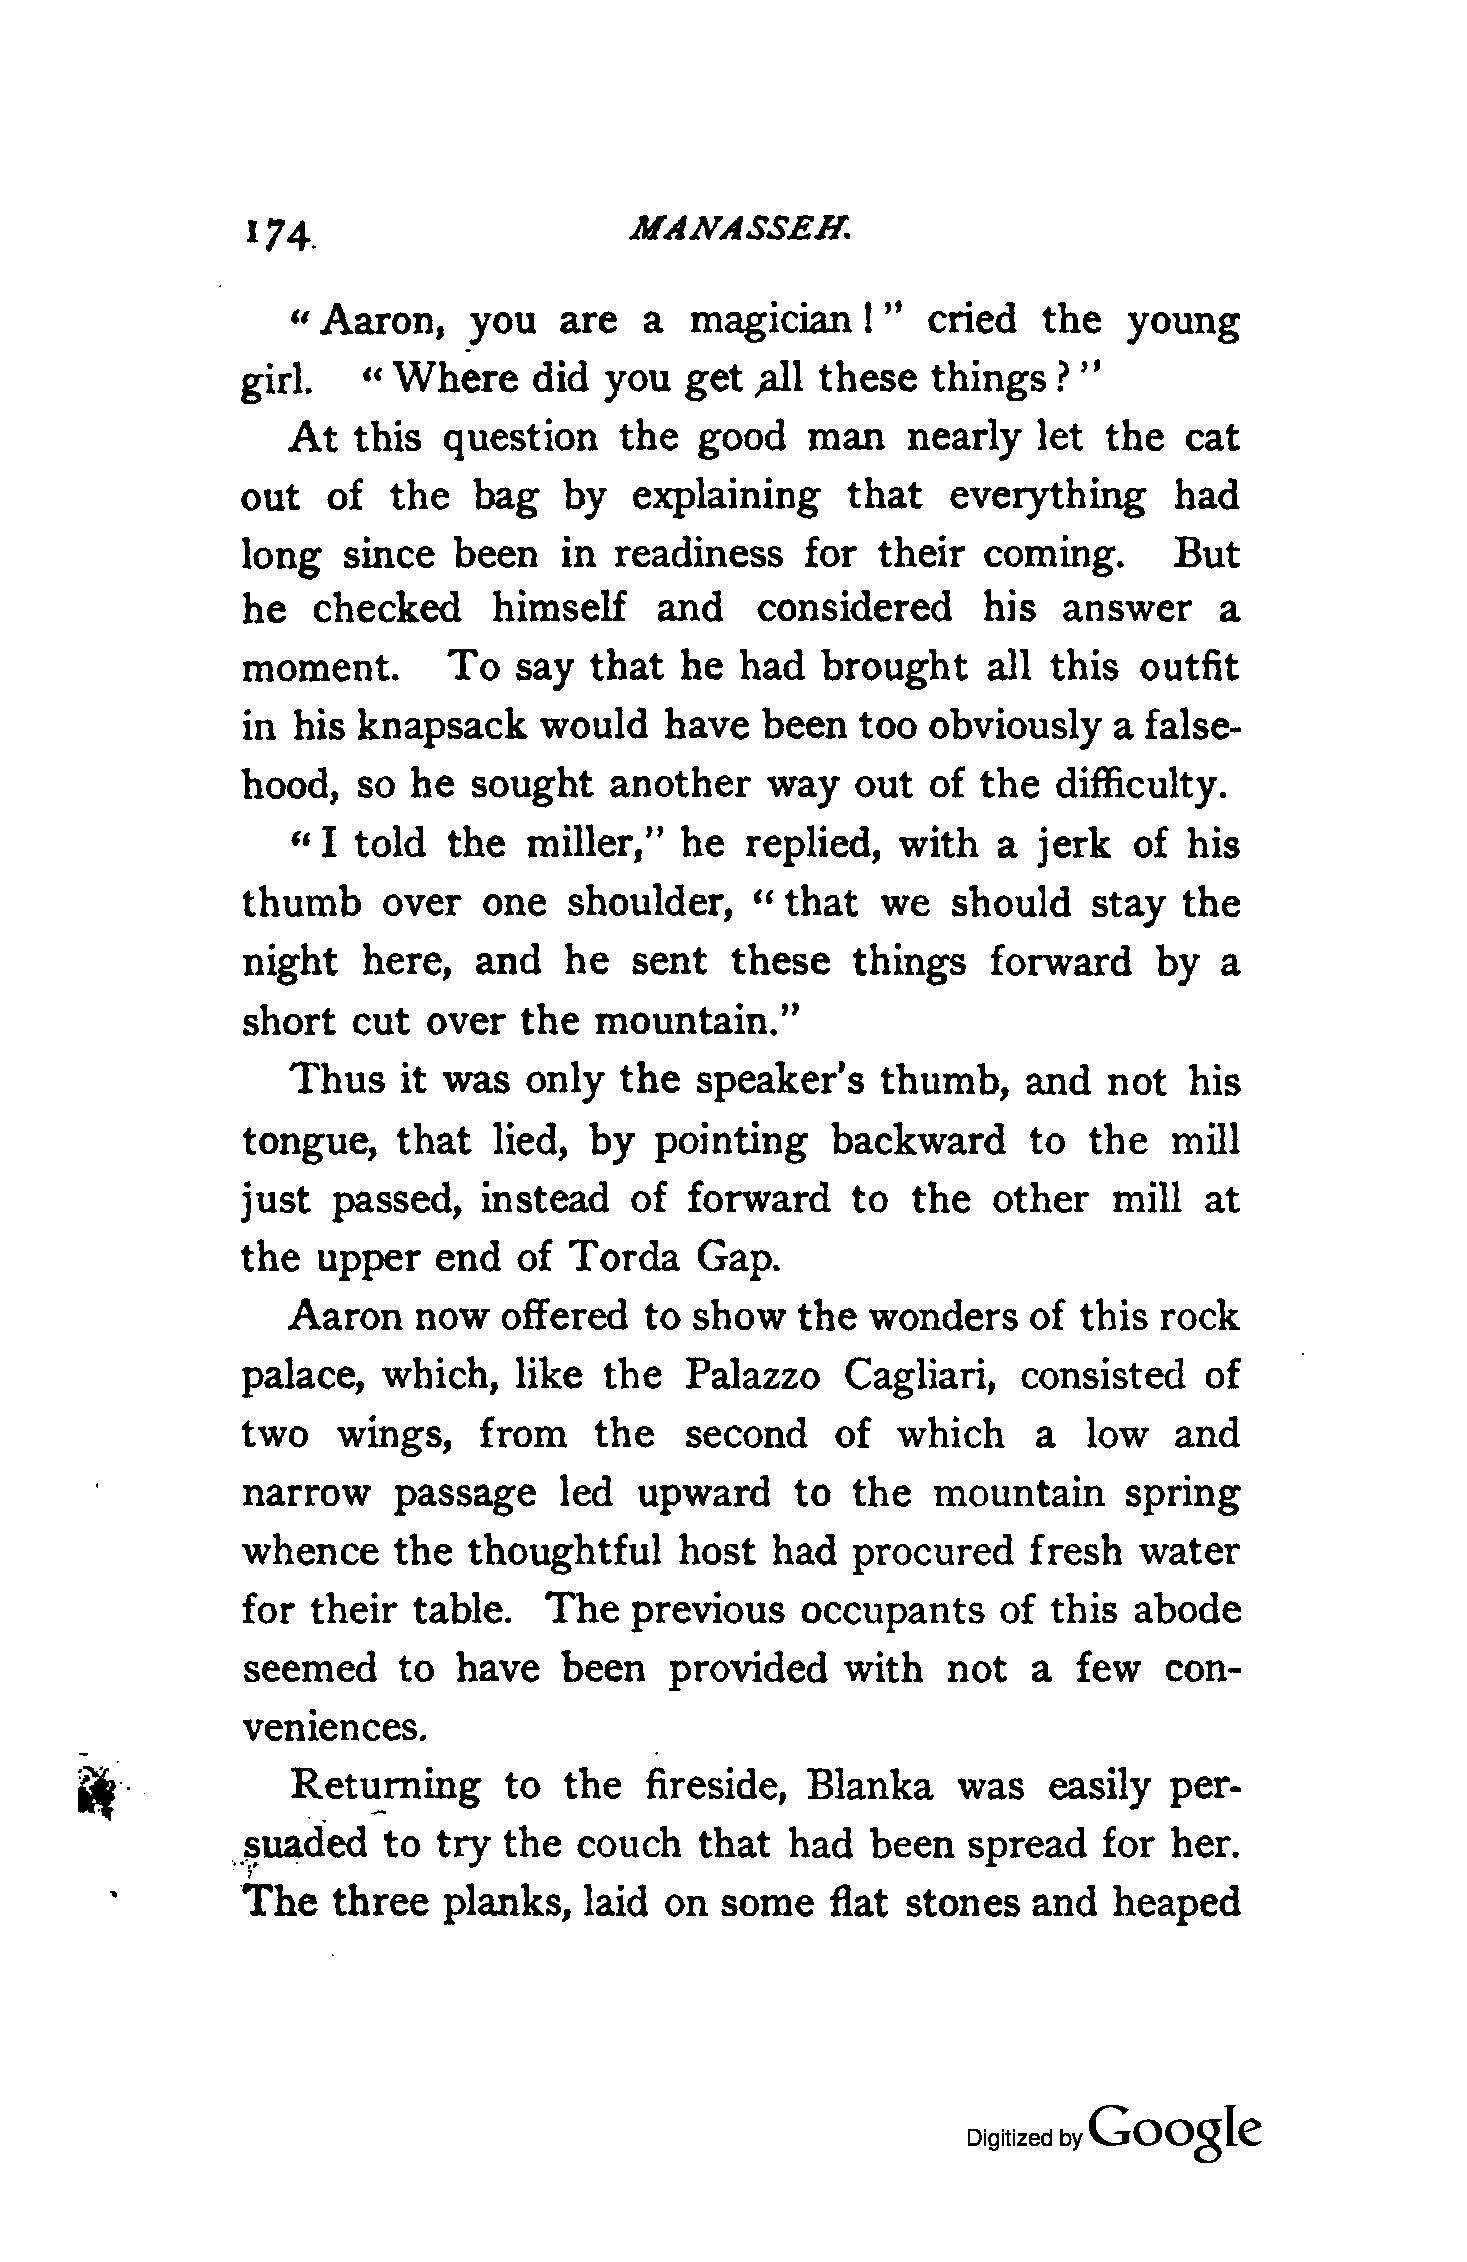 174. MANASSEH.
" Aaron, you are a magician ! " cried the young
girl. " Where did you get all these things ? "
At this question the good man nearly let the cat
out of the bag by explaining that everything had
long since been in readiness for their coming. But
he checked himself and considered his answer a
moment. To say that he had brought all this outfit
in his knapsack would have been too obviously a false-
hood, so he sought another way out of the difficulty.
" I told the miller," he replied, with a jerk of his
thumb over one shoulder, " that we should stay the
night here, and he sent these things forward by a
short cut over the mountain."
Thus it was only the speaker's thumb, and not his
tongue, that lied, by pointing backward to the mill
just passed, instead of forward to the other mill at
the upper end of Torda Gap.
Aaron now offered to show the wonders of this rock
palace, which, like the Palazzo Cagliari, consisted of
two wings, from the second of which a low and
narrow passage led upward to the mountain spring
whence the thoughtful host had procured fresh water
for their table. The previous occupants of this abode
seemed to have been provided with not a few con-
veniences.
Returning to the fireside, Blanka was easily per-
suaded to try the couch that had been spread for her.
The three planks, laid on some flat stones and heaped
Digitized by Google